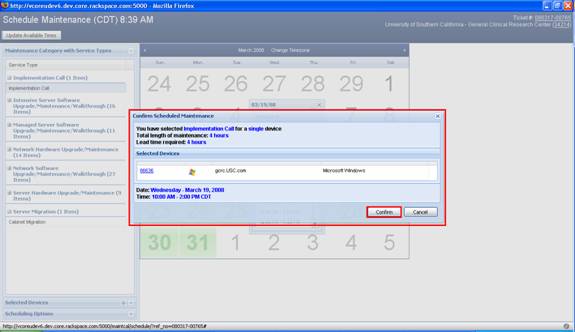 http://vcoreudev6.dev.core.rackspace.com:5000 - Mozilla Firefox
Schedule Maintenance (CDT) 8:39 AM
Ticket #: 080317-00765
University of Southern California - General Clinical Research Center (34214)
Update Available Times
Maintenance Category with Service Types
Service Type
Implementation Call (1 Item)
Implementation Call
Intensive Server Software
Upgrade/Maintenance/Walkthrough (16
Items)
Managed Server Software
Upgrade/Maintenance/Walkthrough (11
Items)
Network Hardware Upgrade/Maintenance
(14 Items)
Network Software
Upgrade/Maintenance/Walkthrough (27
Items)
Server Hardware Upgrade/Maintenance (9
Items)
Server Migration (1 Item)
Cabinet Migration
Selected Devices
Scheduling Options
March 2008 Change Timezone
Sun. Mon. Tue. Wed. Thu. Fri. Sat.
24 25 26 27 28 29 1
03/19/08
Confirm Scheduled Maintenance
You have selected Implementation Call for a single device
Total length of maintenance: 4 hours
Lead time required: 4 hours
Selected Devices
86636 gcrc.USC.com Microsoft Windows
Date: Wednesday - March 19, 2008
Time: 10:00 AM - 2:00 PM CDT
Confirm Cancel
30 31 1 2 3 4 5
http://vcoreudev6.dev.core.rackspace.com:5000/maintcal/schedule/?ref_no=080317-00765#